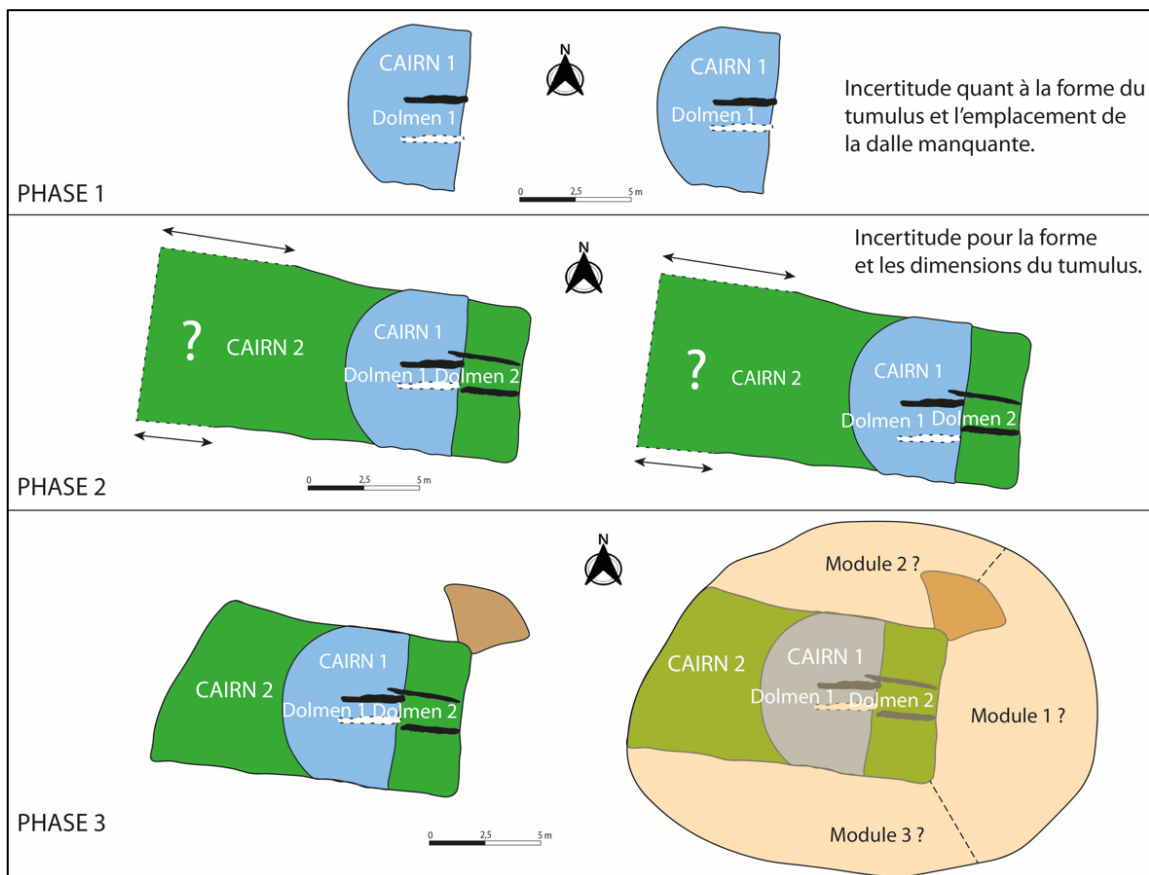 CAIRN 1
Dolmen 1
N
CAIRN 1
Dolmen 1
Incertitude quant à la forme du
tumulus et l'emplacement de
la dalle manquante.
PHASE 1
0 2,5 5 m
Incertitude pour la forme
et les dimensions du tumulus.
N
? CAIRN 2
CAIRN 1
Dolmen 1 Dolmen 2
? CAIRN 2
CAIRN 1
Dolmen 1 Dolmen 2
PHASE 2
0 2,5 5 m
N
CAIRN 2
CAIRN 1
Dolmen 1 Dolmen 2
Module 2 ?
CAIRN 2
CAIRN 1
Dolmen 1 Dolmen 2
Module 1 ?
Module 3 ?
PHASE 3
0 2,5 5 m